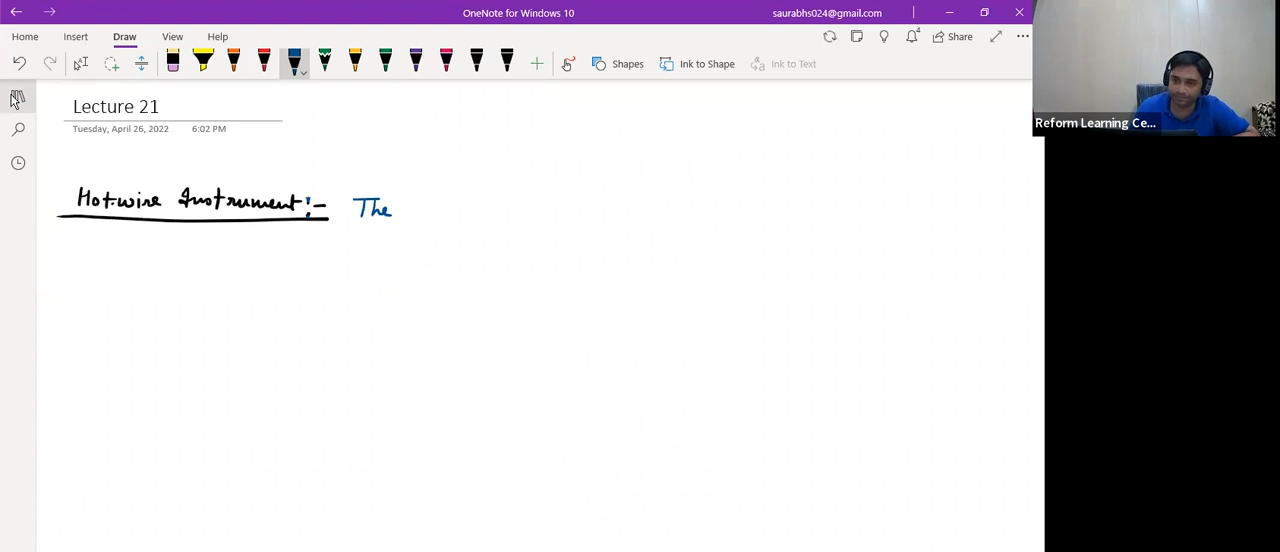 OneNote for Windows 10
saurabhs024@gmail.com
Home Insert Draw View Help
4 Share
Shapes Ink to Shape Ink to Text
Lecture 21
Tuesday, April 26, 2022 6:02 PM
Reform Learning Ce...
Hotwire Instrument:- The